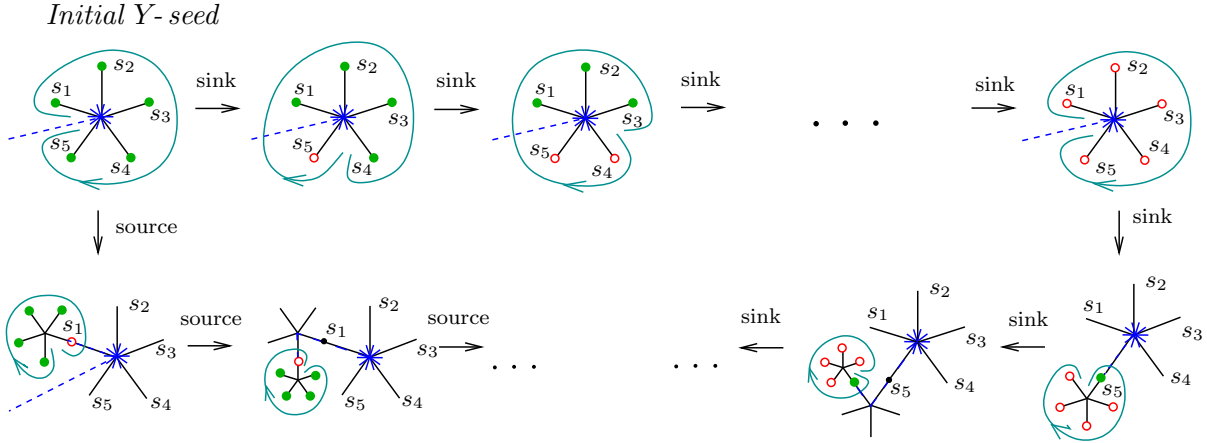 Initial Y-seed
s₂ s₁ s₃ s₅ s₄
sink
s₂ s₁ s₃ s₅ s₄
sink
s₂ s₁ s₃ s₅ s₄
sink
. . .
sink
s₂ s₁ s₃ s₄ s₅
source
sink
s₁ s₂ s₃ s₅ s₄
source
s₁ s₂ s₃ s₅ s₄
source
. . .
. . .
sink
s₁ s₂ s₃ s₅ s₄
sink
s₁ s₂ s₃ s₄ s₅